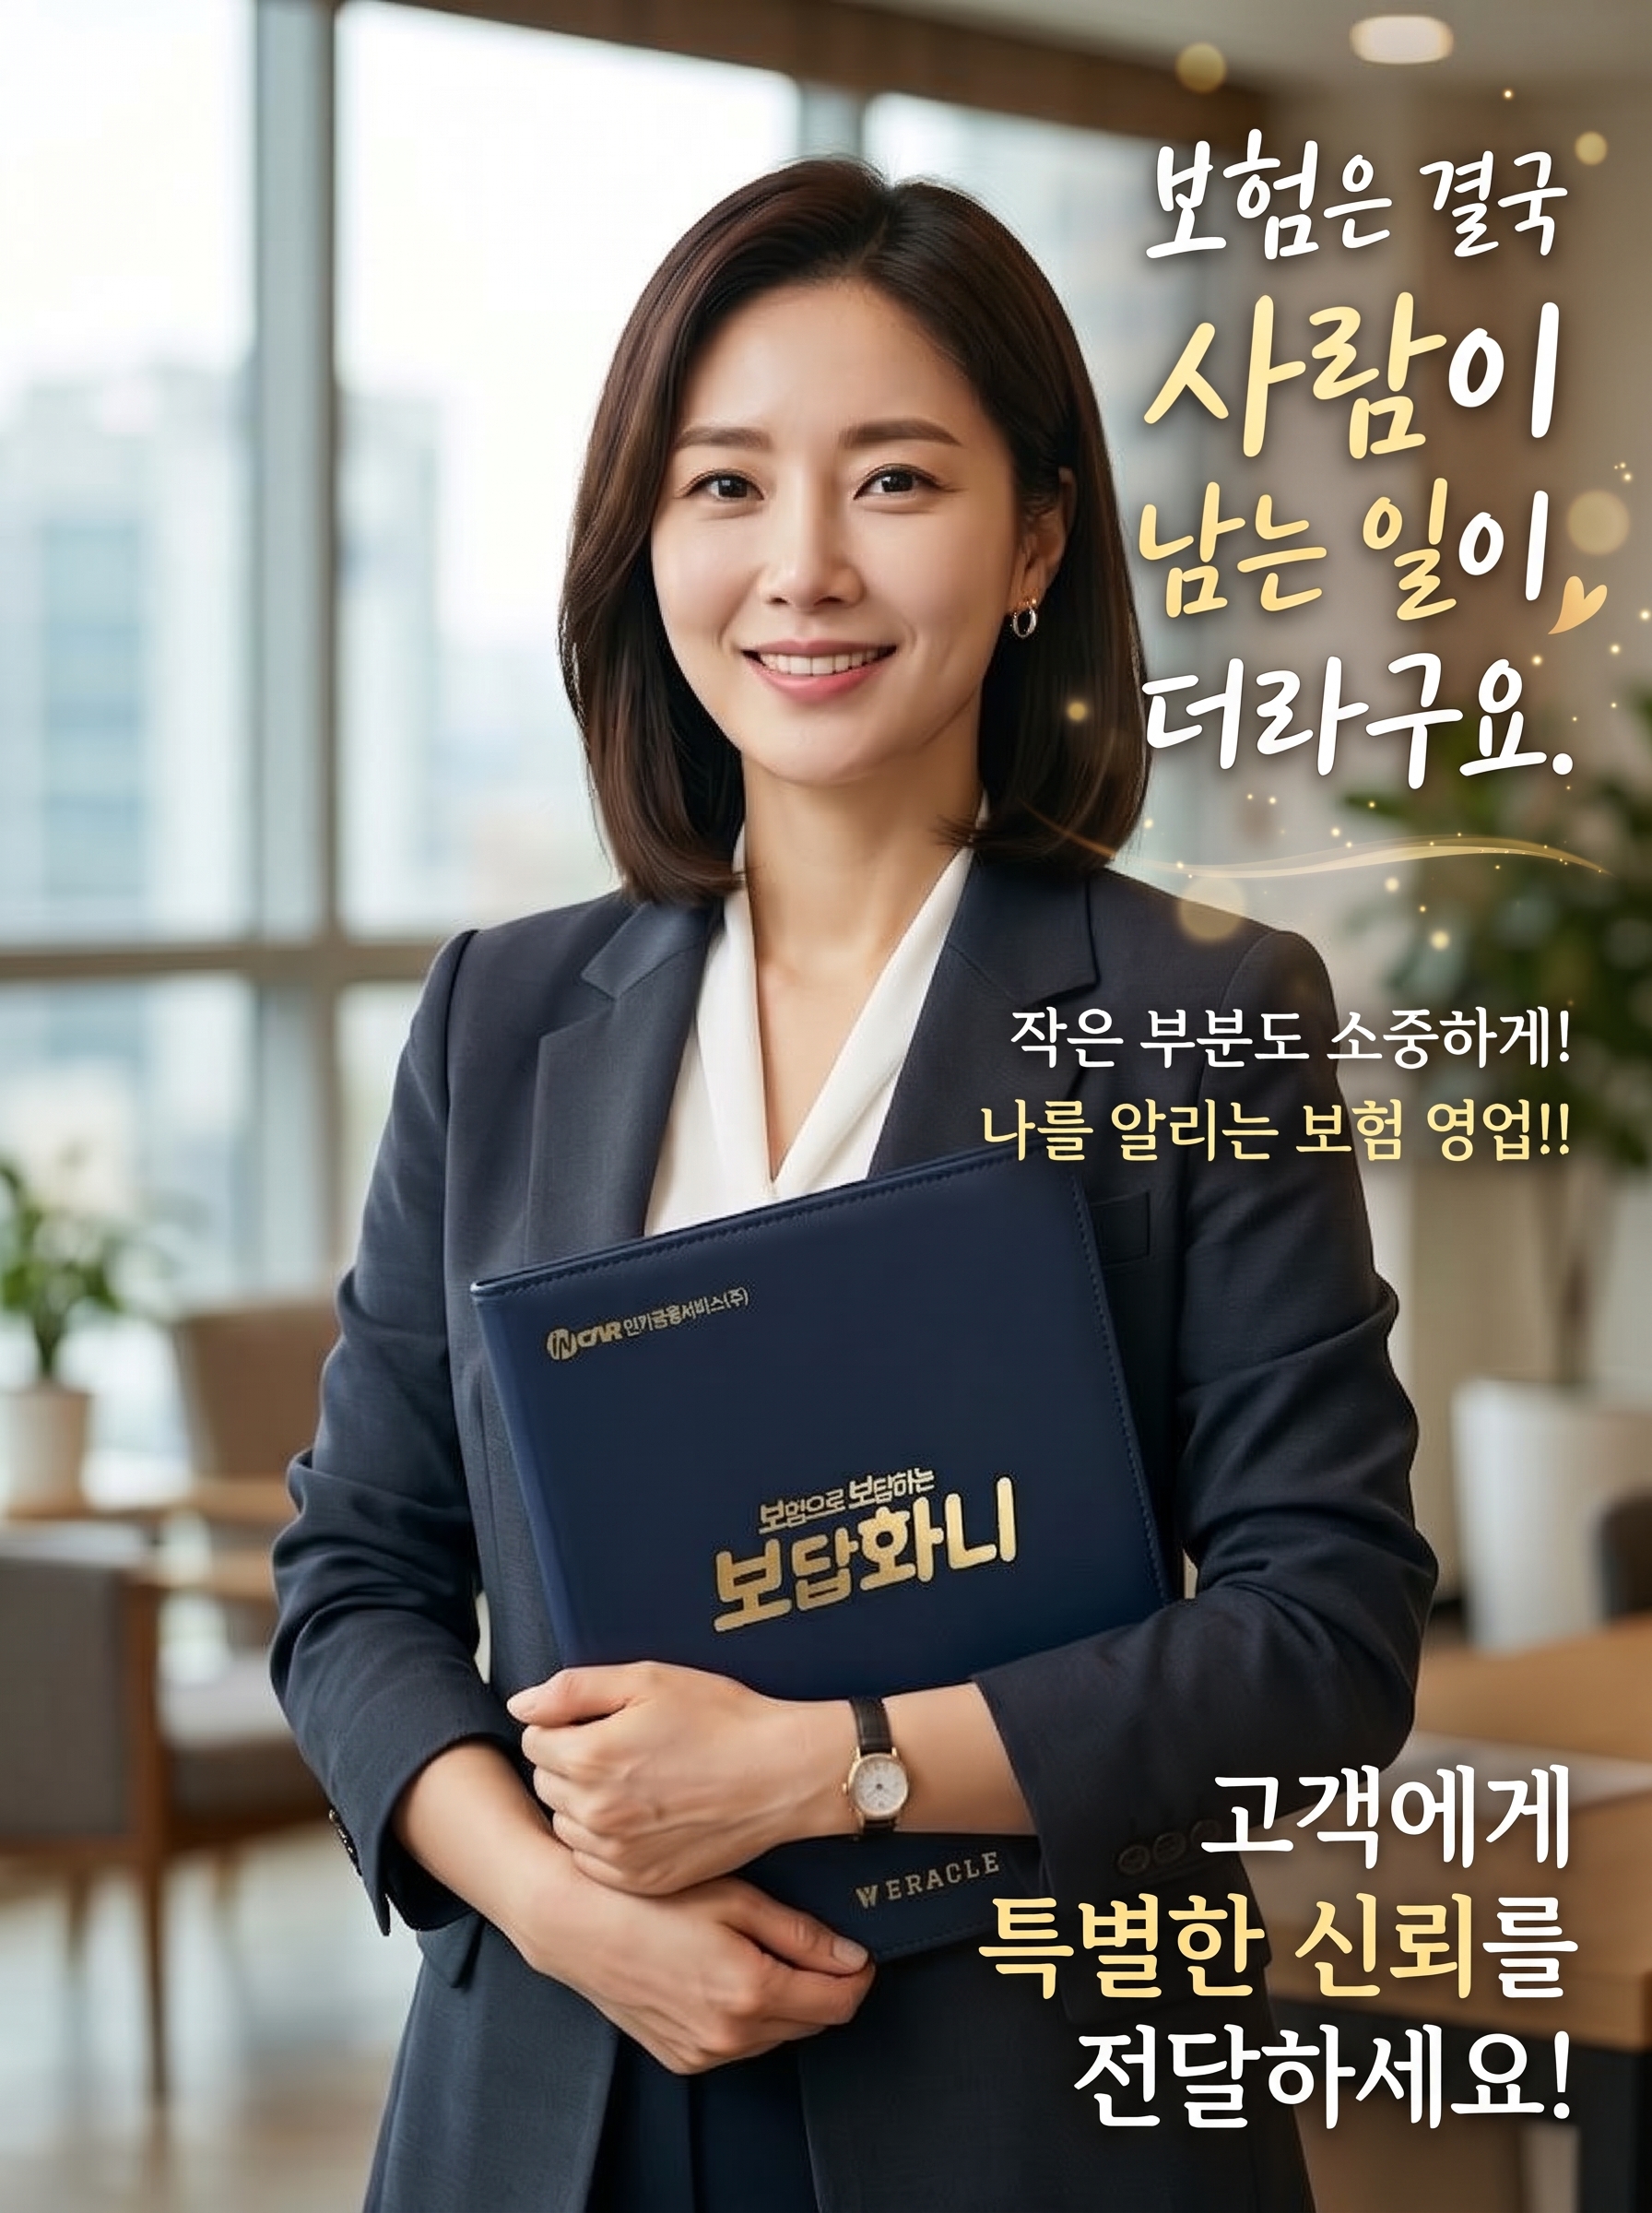 보험은 결국
사람이
남는 일이
더라구요.
작은 부분도 소중하게!
나를 알리는 보험 영업!!
INCAR 인카금융서비스(주)
보험으로 보답하는
보답화니
WERACLE
고객에게
특별한 신뢰를
전달하세요!